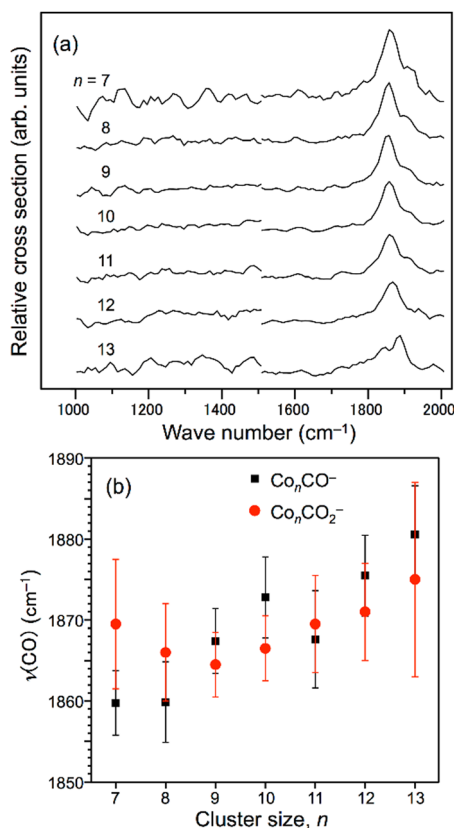 (a)
n = 7
8
9
10
11
12
13
Relative cross section (arb. units)
1000 1200 1400 1600 1800 2000
Wave number (cm⁻¹)
(b)
ConCO⁻
ConCO₂⁻
1890
1880
1870
1860
1850
ν(CO) (cm⁻¹)
7 8 9 10 11 12 13
Cluster size, n